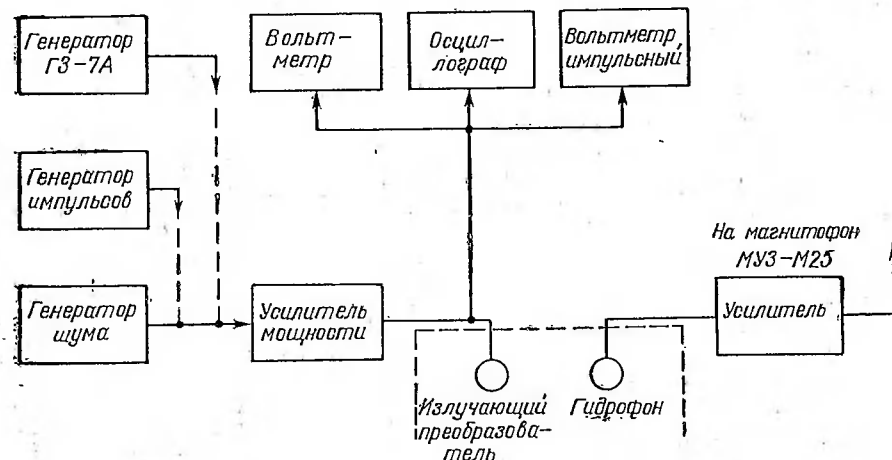 Генератор
ГЗ-7А
Вольт-
метр
Осцил-
лограф
Вольтметр
импульсный
Генератор
импульсов
Генератор
шума
Усилитель
мощности
На магнитофон
МУЗ-М25
Усилитель
Излучающий
преобразова-
тель
Гидрофон